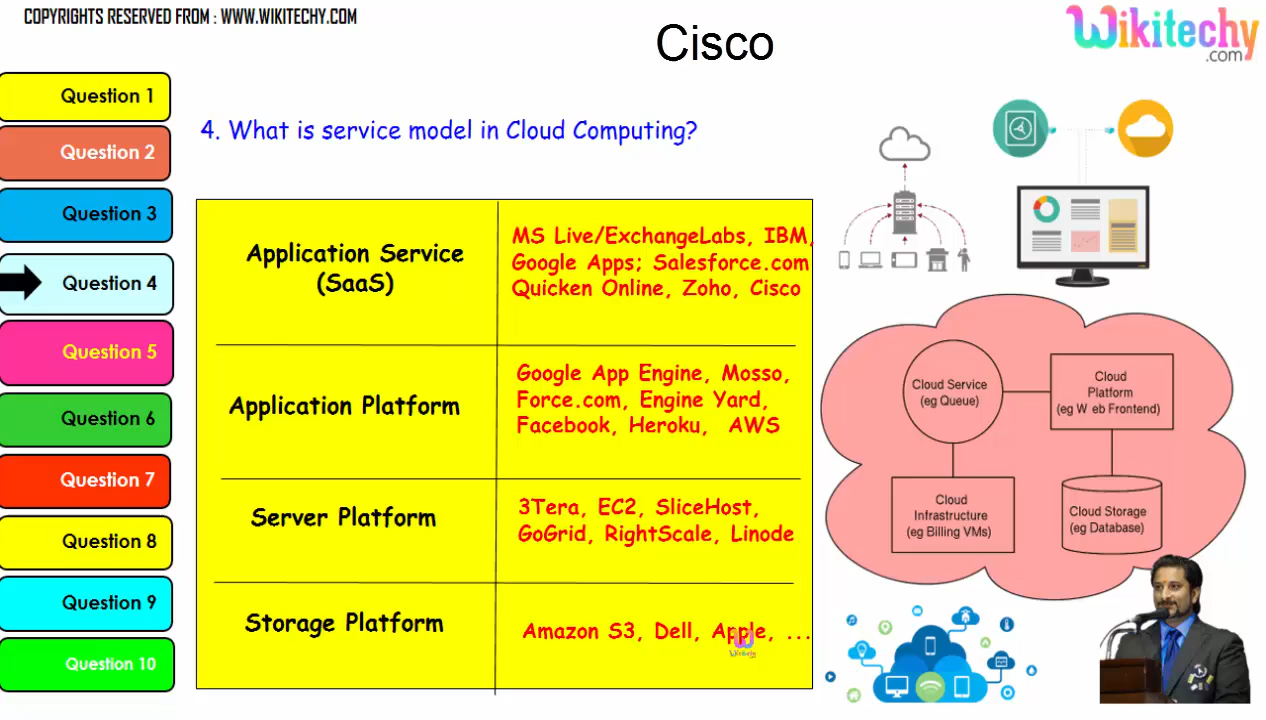 COPYRIGHTS RESERVED FROM : WWW.WIKITECHY.COM
Cisco
Wikitechy
.com
Question 1
Question 2
Question 3
Question 4
Question 5
Question 6
Question 7
Question 8
Question 9
Question 10
4. What is service model in Cloud Computing?
Application Service
(SaaS)
MS Live/ExchangeLabs, IBM,
Google Apps; Salesforce.com
Quicken Online, Zoho, Cisco
Application Platform
Google App Engine, Mosso,
Force.com, Engine Yard,
Facebook, Heroku, AWS
Server Platform
3Tera, EC2, SliceHost,
GoGrid, RightScale, Linode
Storage Platform
Amazon S3, Dell, Apple, ...
Wikitechy
Cloud Service
(eg Queue)
Cloud
Platform
(eg W eb Frontend)
Cloud
Infrastructure
(eg Billing VMs)
Cloud Storage
(eg Database)